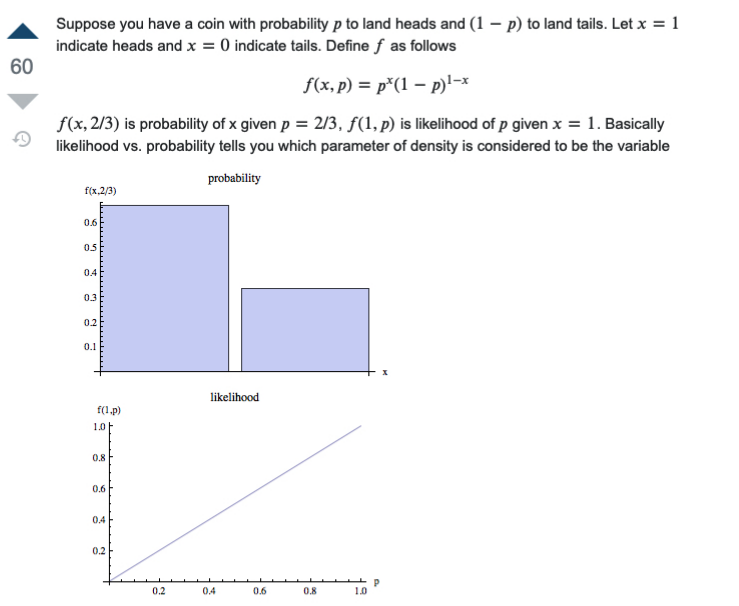 Suppose you have a coin with probability p to land heads and (1 − p) to land tails. Let x = 1
indicate heads and x = 0 indicate tails. Define f as follows
60
f(x, p) = pˣ(1 − p)¹⁻ˣ
f(x, 2/3) is probability of x given p = 2/3, f(1, p) is likelihood of p given x = 1. Basically
likelihood vs. probability tells you which parameter of density is considered to be the variable
probability
f(x,2/3)
0.6
0.5
0.4
0.3
0.2
0.1
x
likelihood
f(1,p)
1.0
0.8
0.6
0.4
0.2
0.2 0.4 0.6 0.8 1.0 p